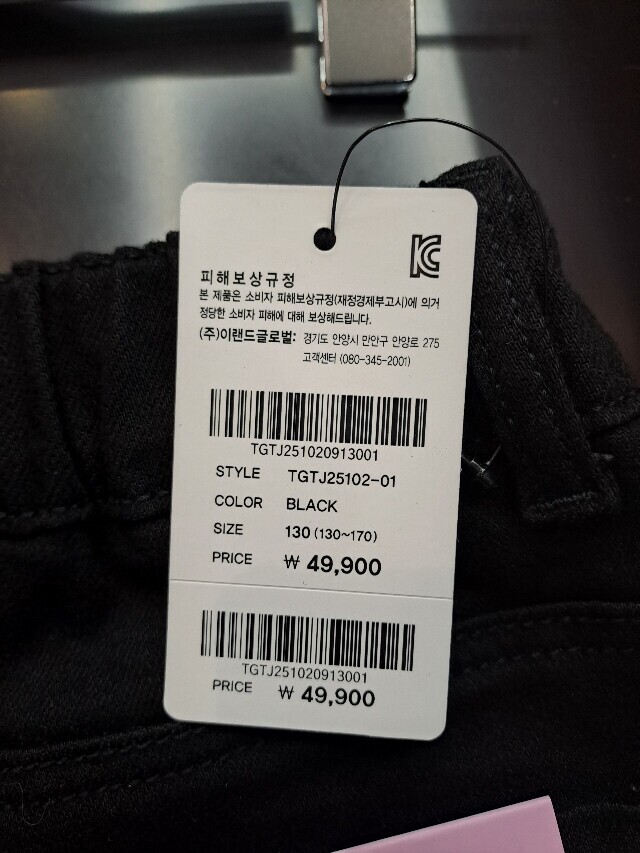 피해보상규정
본 제품은 소비자 피해보상규정(재정경제부고시)에 의거
정당한 소비자 피해에 대해 보상해드립니다.
(주)이랜드글로벌: 경기도 안양시 만안구 안양로 275
고객센터 (080-345-2001)
TGTJ251020913001
STYLE TGTJ25102-01
COLOR BLACK
SIZE 130 (130~170)
PRICE ₩ 49,900
TGTJ251020913001
PRICE ₩ 49,900